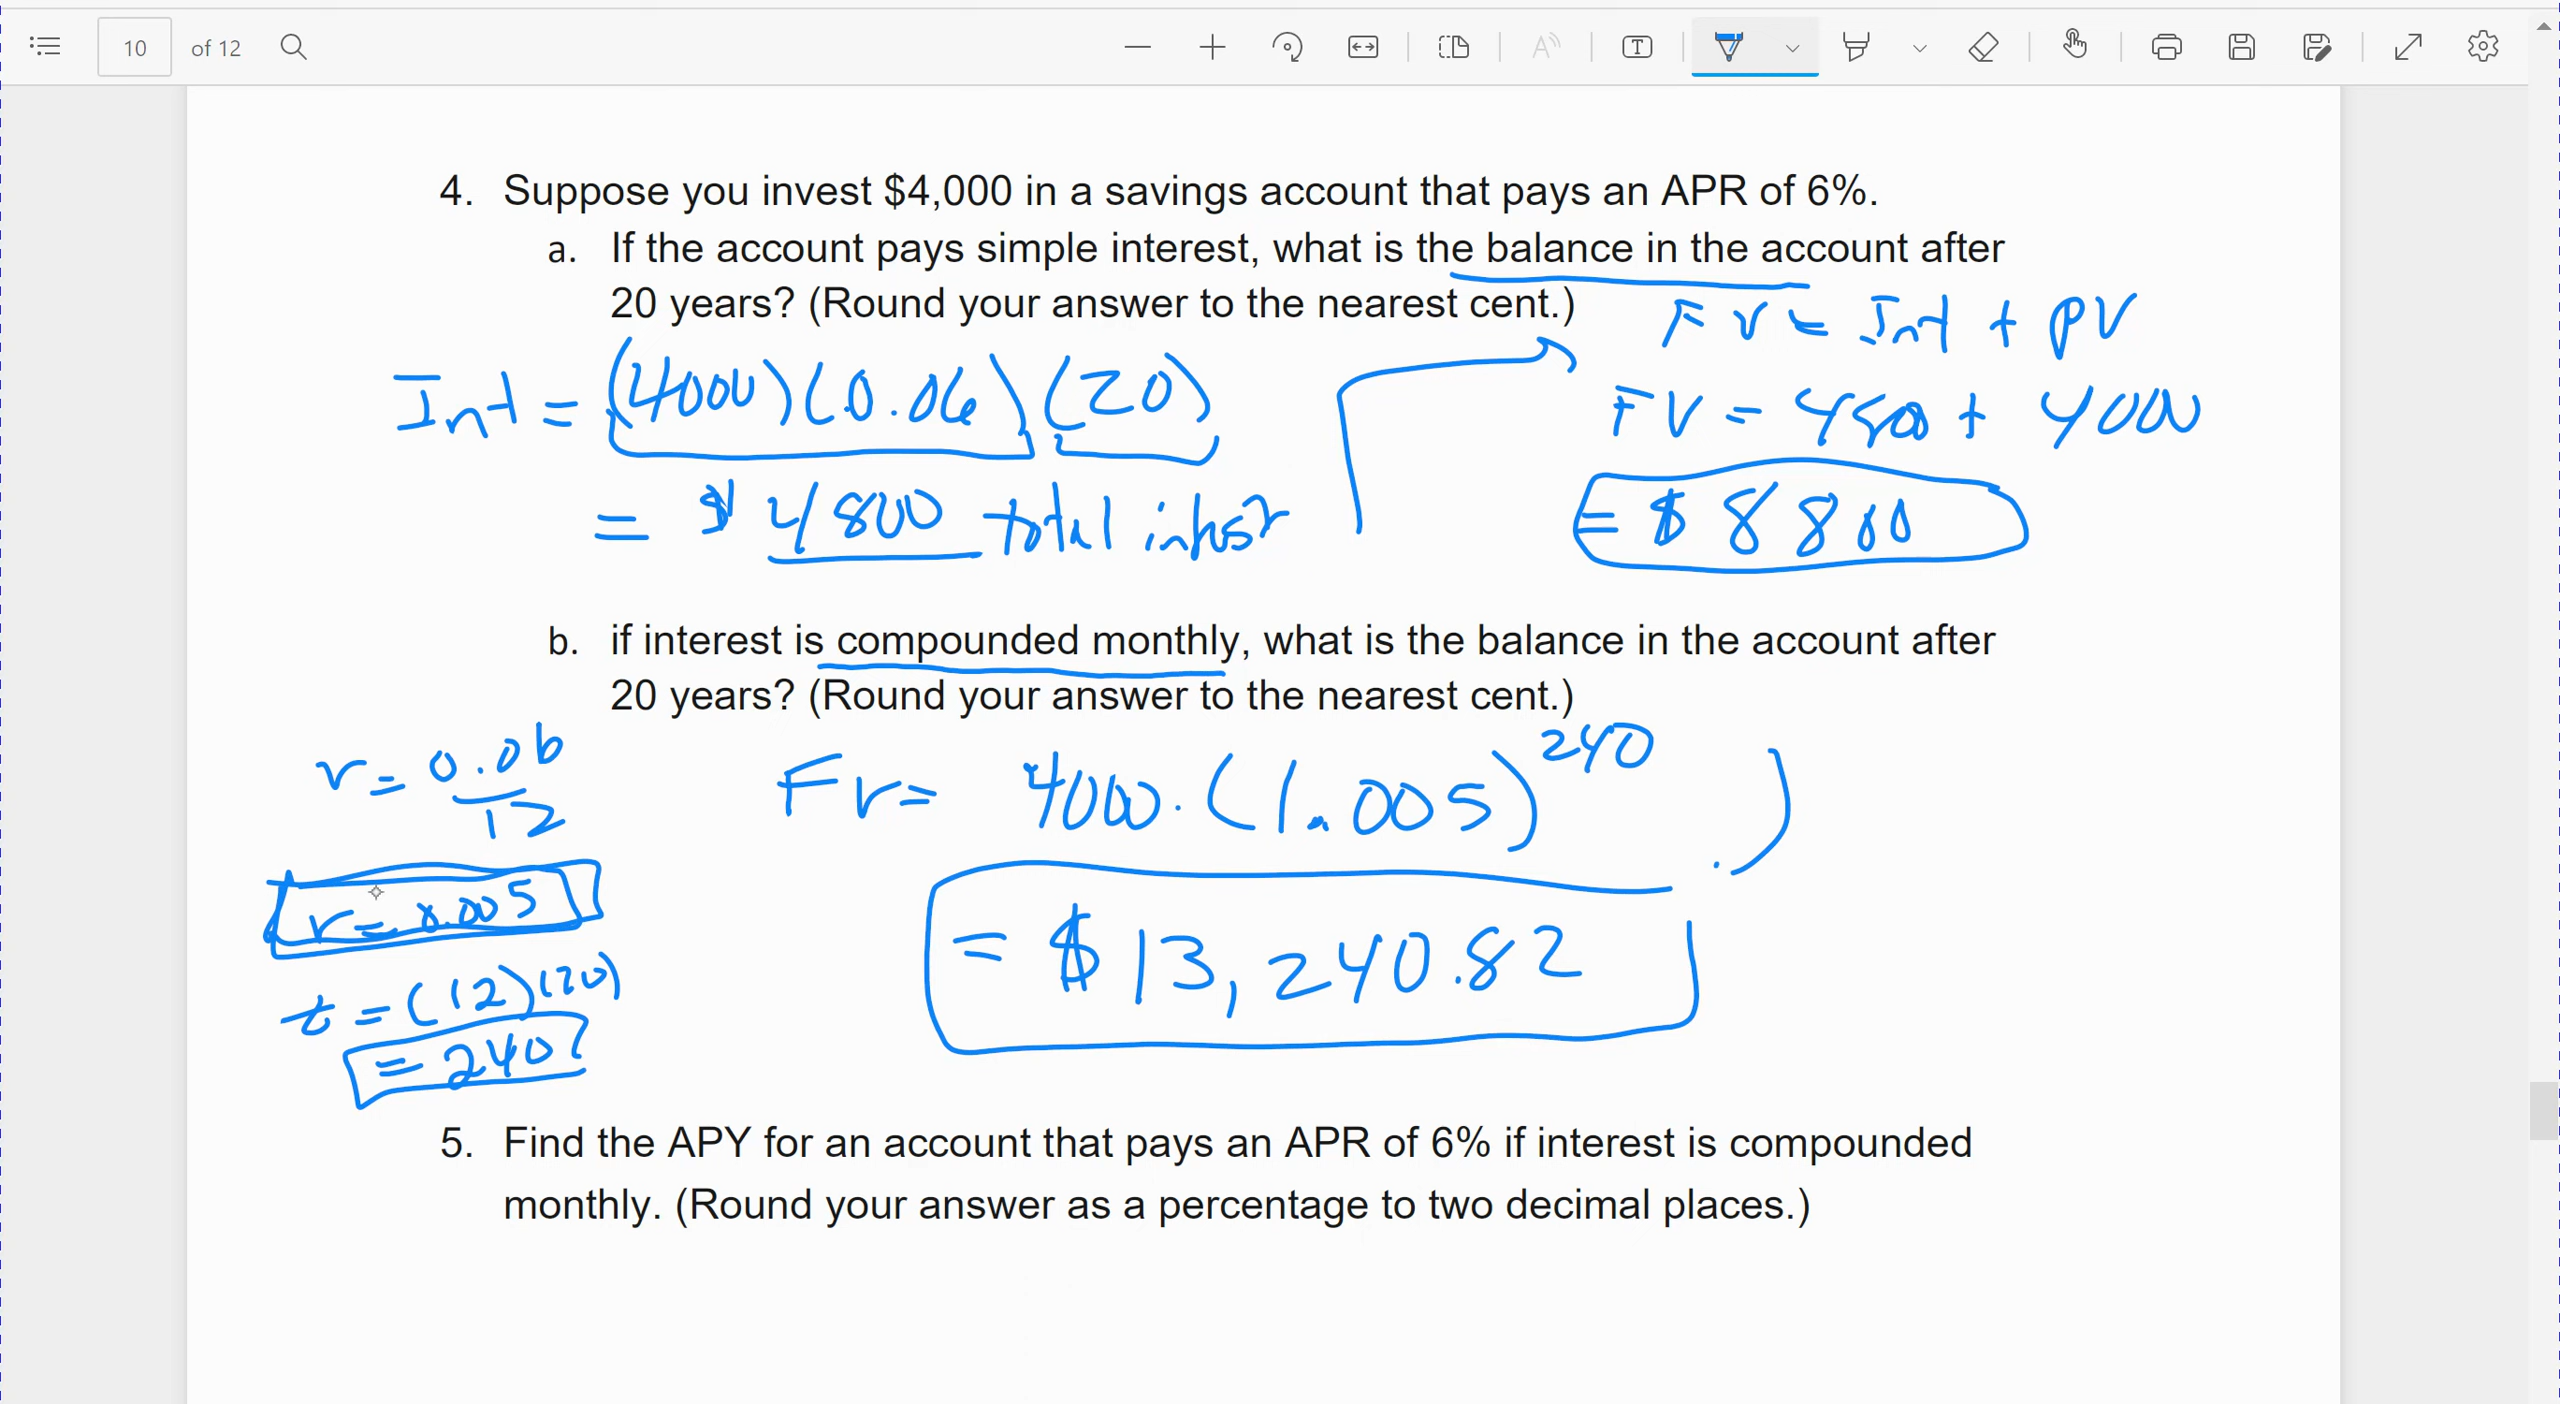 10 of 12
4. Suppose you invest $4,000 in a savings account that pays an APR of 6%.
a. If the account pays simple interest, what is the balance in the account after
20 years? (Round your answer to the nearest cent.)
FV = Int + PV
Int = (4000)(0.06)(20)
FV = 4800 + 4000
= $ 4800 total
= $ 8800
b. if interest is compounded monthly, what is the balance in the account after
20 years? (Round your answer to the nearest cent.)
r = 0.06
12
FV = 4000 · (1.005)^240 )
r = 0.005
= $ 13,240.82
t = (12)(20)
= 240
5. Find the APY for an account that pays an APR of 6% if interest is compounded
monthly. (Round your answer as a percentage to two decimal places.)